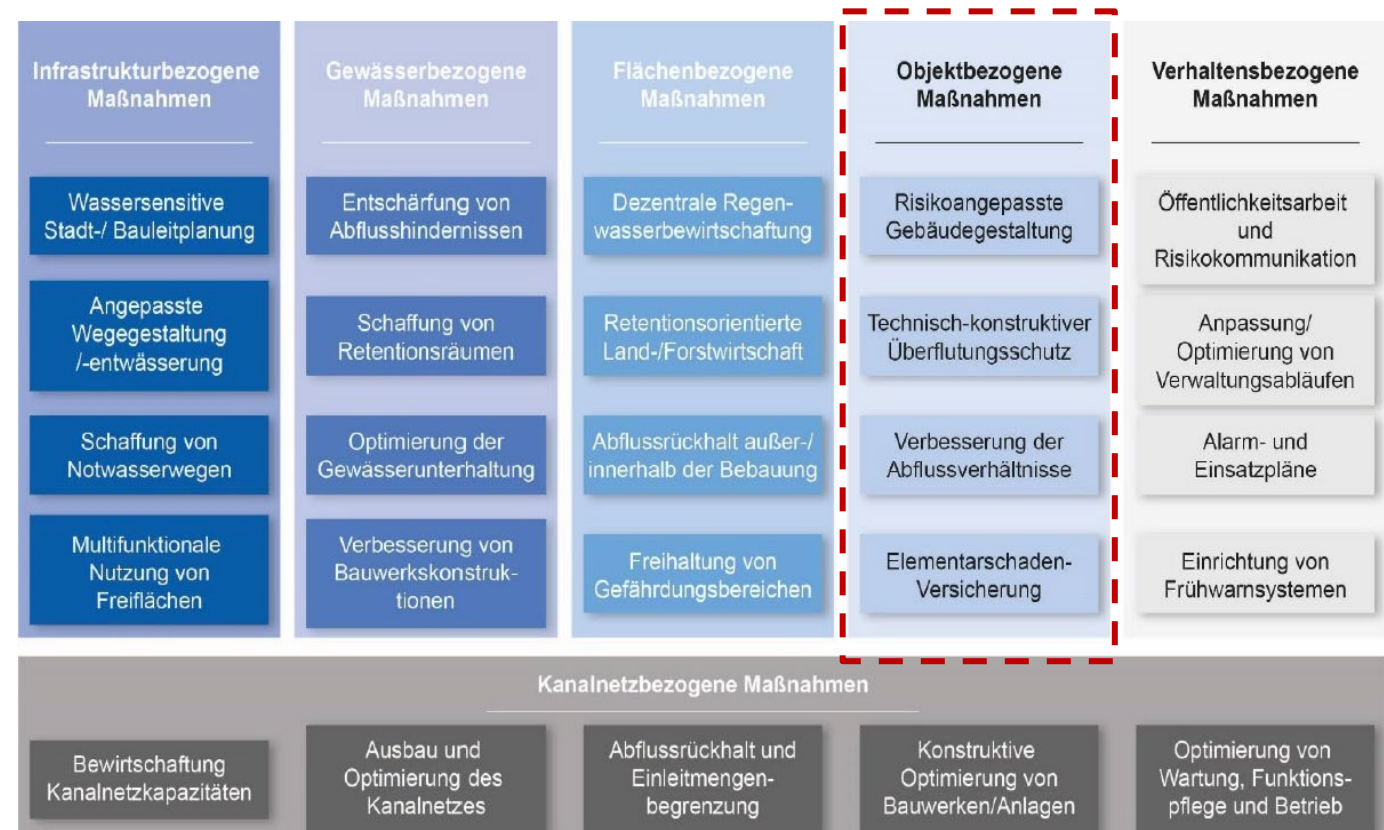 Infrastrukturbezogene
Maßnahmen
Wassersensitive
Stadt-/ Bauleitplanung
Angepasste
Wegegestaltung
/-entwässerung
Schaffung von
Notwasserwegen
Multifunktionale
Nutzung von
Freiflächen
Gewässerbezogene
Maßnahmen
Entschärfung von
Abflusshindernissen
Schaffung von
Retentionsräumen
Optimierung der
Gewässerunterhaltung
Verbesserung von
Bauwerkskonstruk-
tionen
Flächenbezogene
Maßnahmen
Dezentrale Regen-
wasserbewirtschaftung
Retentionsorientierte
Land-/Forstwirtschaft
Abflussrückhalt außer-/
innerhalb der Bebauung
Freihaltung von
Gefährdungsbereichen
Objektbezogene
Maßnahmen
Risikoangepasste
Gebäudegestaltung
Technisch-konstruktiver
Überflutungsschutz
Verbesserung der
Abflussverhältnisse
Elementarschaden-
Versicherung
Verhaltensbezogene
Maßnahmen
Öffentlichkeitsarbeit
und
Risikokommunikation
Anpassung/
Optimierung von
Verwaltungsabläufen
Alarm- und
Einsatzpläne
Einrichtung von
Frühwarnsystemen
Kanalnetzbezogene Maßnahmen
Bewirtschaftung
Kanalnetzkapazitäten
Ausbau und
Optimierung des
Kanalnetzes
Abflussrückhalt und
Einleitmengen-
begrenzung
Konstruktive
Optimierung von
Bauwerken/Anlagen
Optimierung von
Wartung, Funktions-
pflege und Betrieb